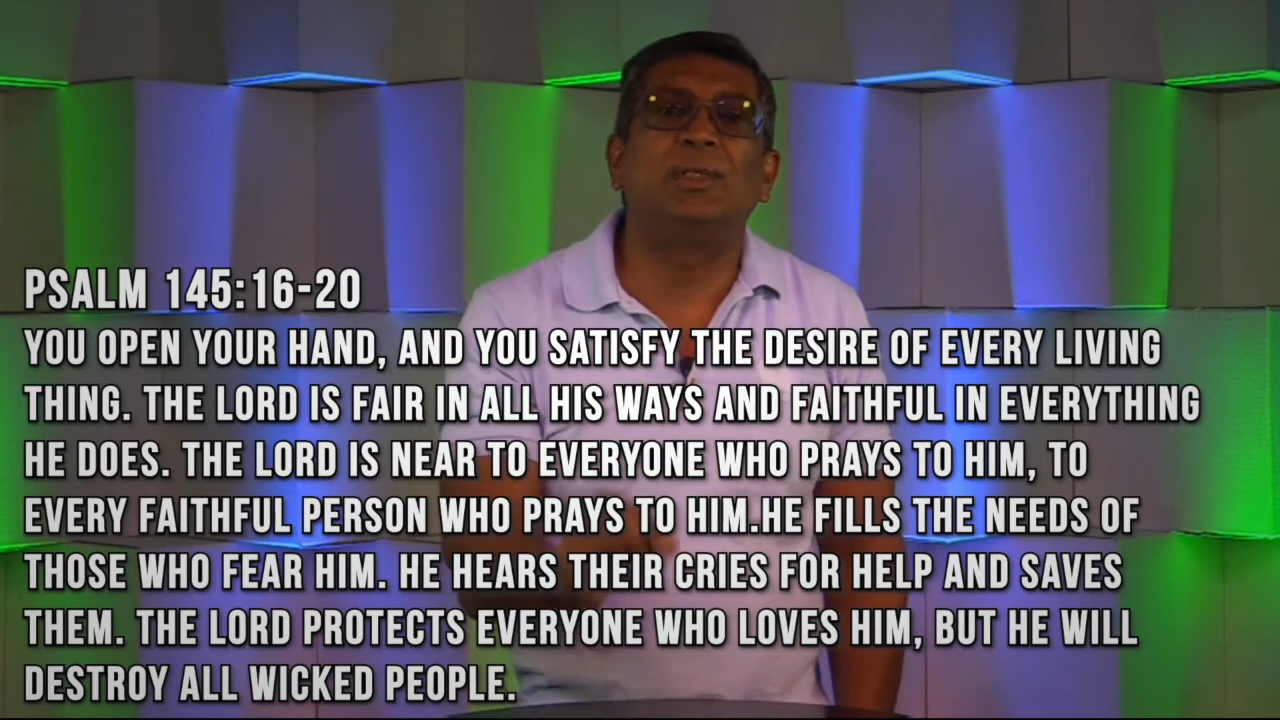 PSALM 145:16-20
YOU OPEN YOUR HAND, AND YOU SATISFY THE DESIRE OF EVERY LIVING
THING. THE LORD IS FAIR IN ALL HIS WAYS AND FAITHFUL IN EVERYTHING
HE DOES. THE LORD IS NEAR TO EVERYONE WHO PRAYS TO HIM, TO
EVERY FAITHFUL PERSON WHO PRAYS TO HIM.HE FILLS THE NEEDS OF
THOSE WHO FEAR HIM. HE HEARS THEIR CRIES FOR HELP AND SAVES
THEM. THE LORD PROTECTS EVERYONE WHO LOVES HIM, BUT HE WILL
DESTROY ALL WICKED PEOPLE.